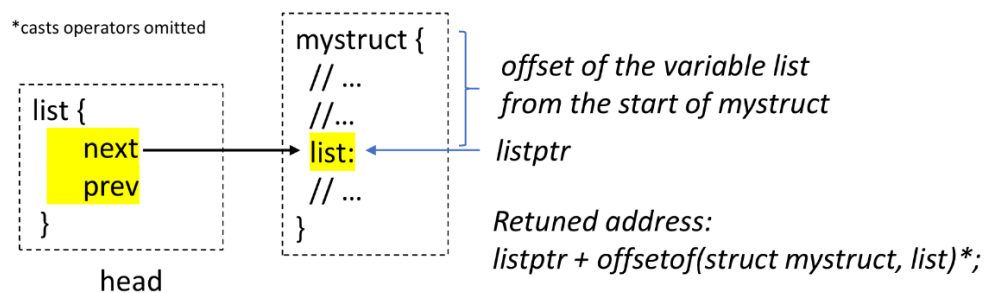 *casts operators omitted
list {
next
prev
}
head
mystruct {
// ...
//...
list:
// ...
}
offset of the variable list
from the start of mystruct
listptr
Retuned address:
listptr + offsetof(struct mystruct, list)*;